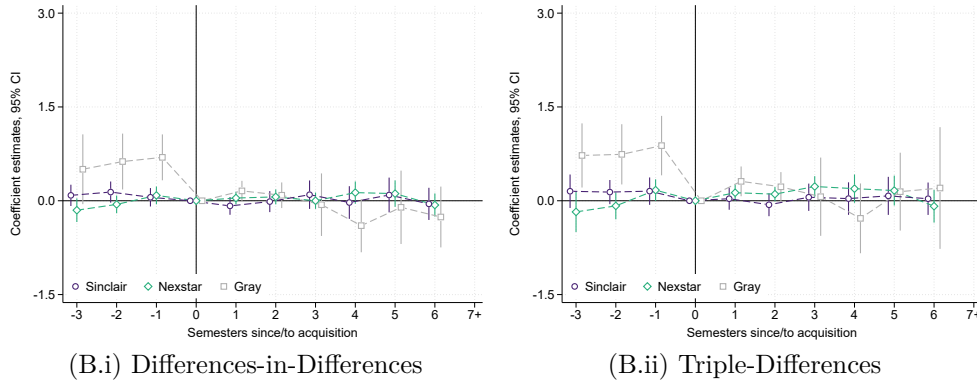 3.0
1.5
0.0
-1.5
Coefficient estimates, 95% CI
Sinclair Nexstar Gray
-3 -2 -1 0 1 2 3 4 5 6 7+
Semesters since/to acquisition
(B.i) Differences-in-Differences
3.0
1.5
0.0
-1.5
Coefficient estimates, 95% CI
Sinclair Nexstar Gray
-3 -2 -1 0 1 2 3 4 5 6 7+
Semesters since/to acquisition
(B.ii) Triple-Differences